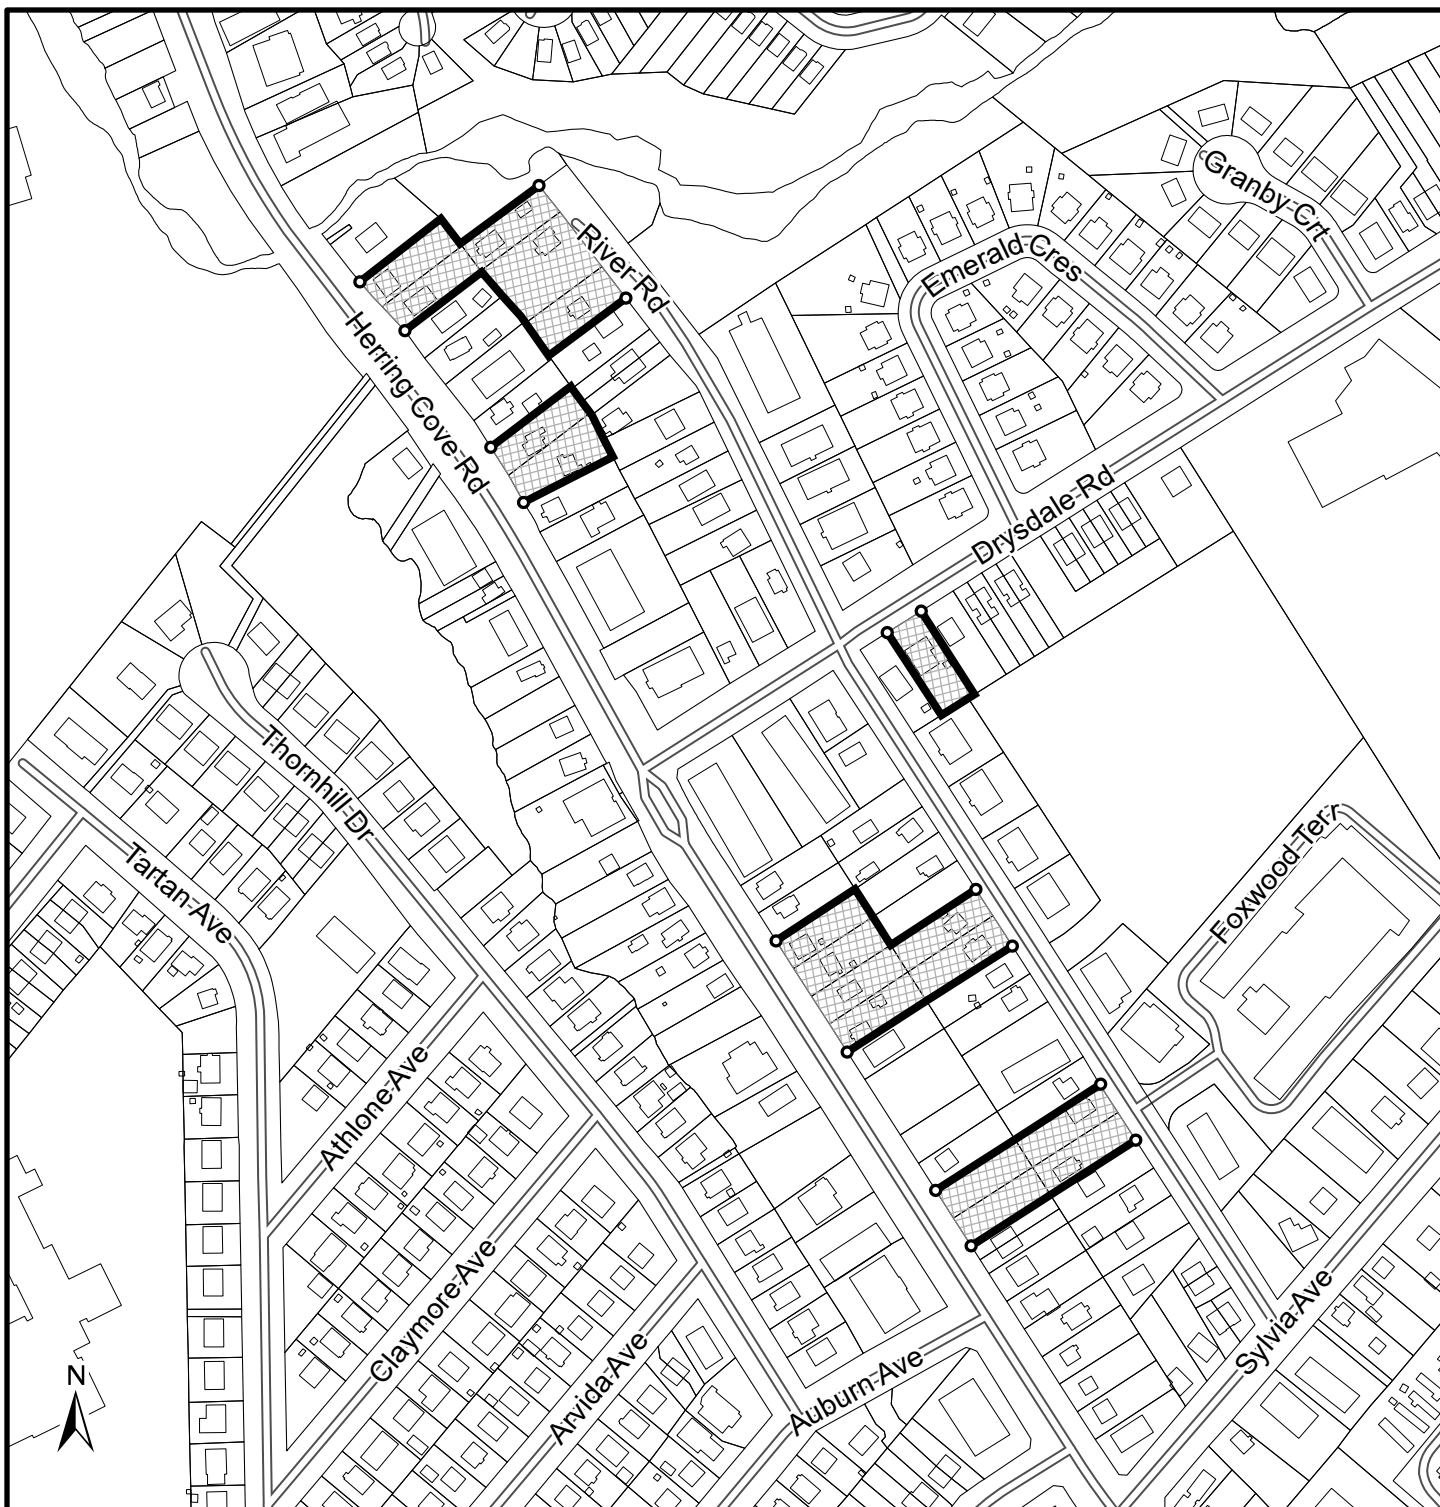 Granby Crt
River Rd
Emerald Cres
Herring Cove Rd
Drysdale Rd
Thornhill Dr
Foxwood Terr
Tartan Ave
Athlone Ave
Claymore Ave
Sylvia Ave
Arvida Ave
Auburn Ave
N